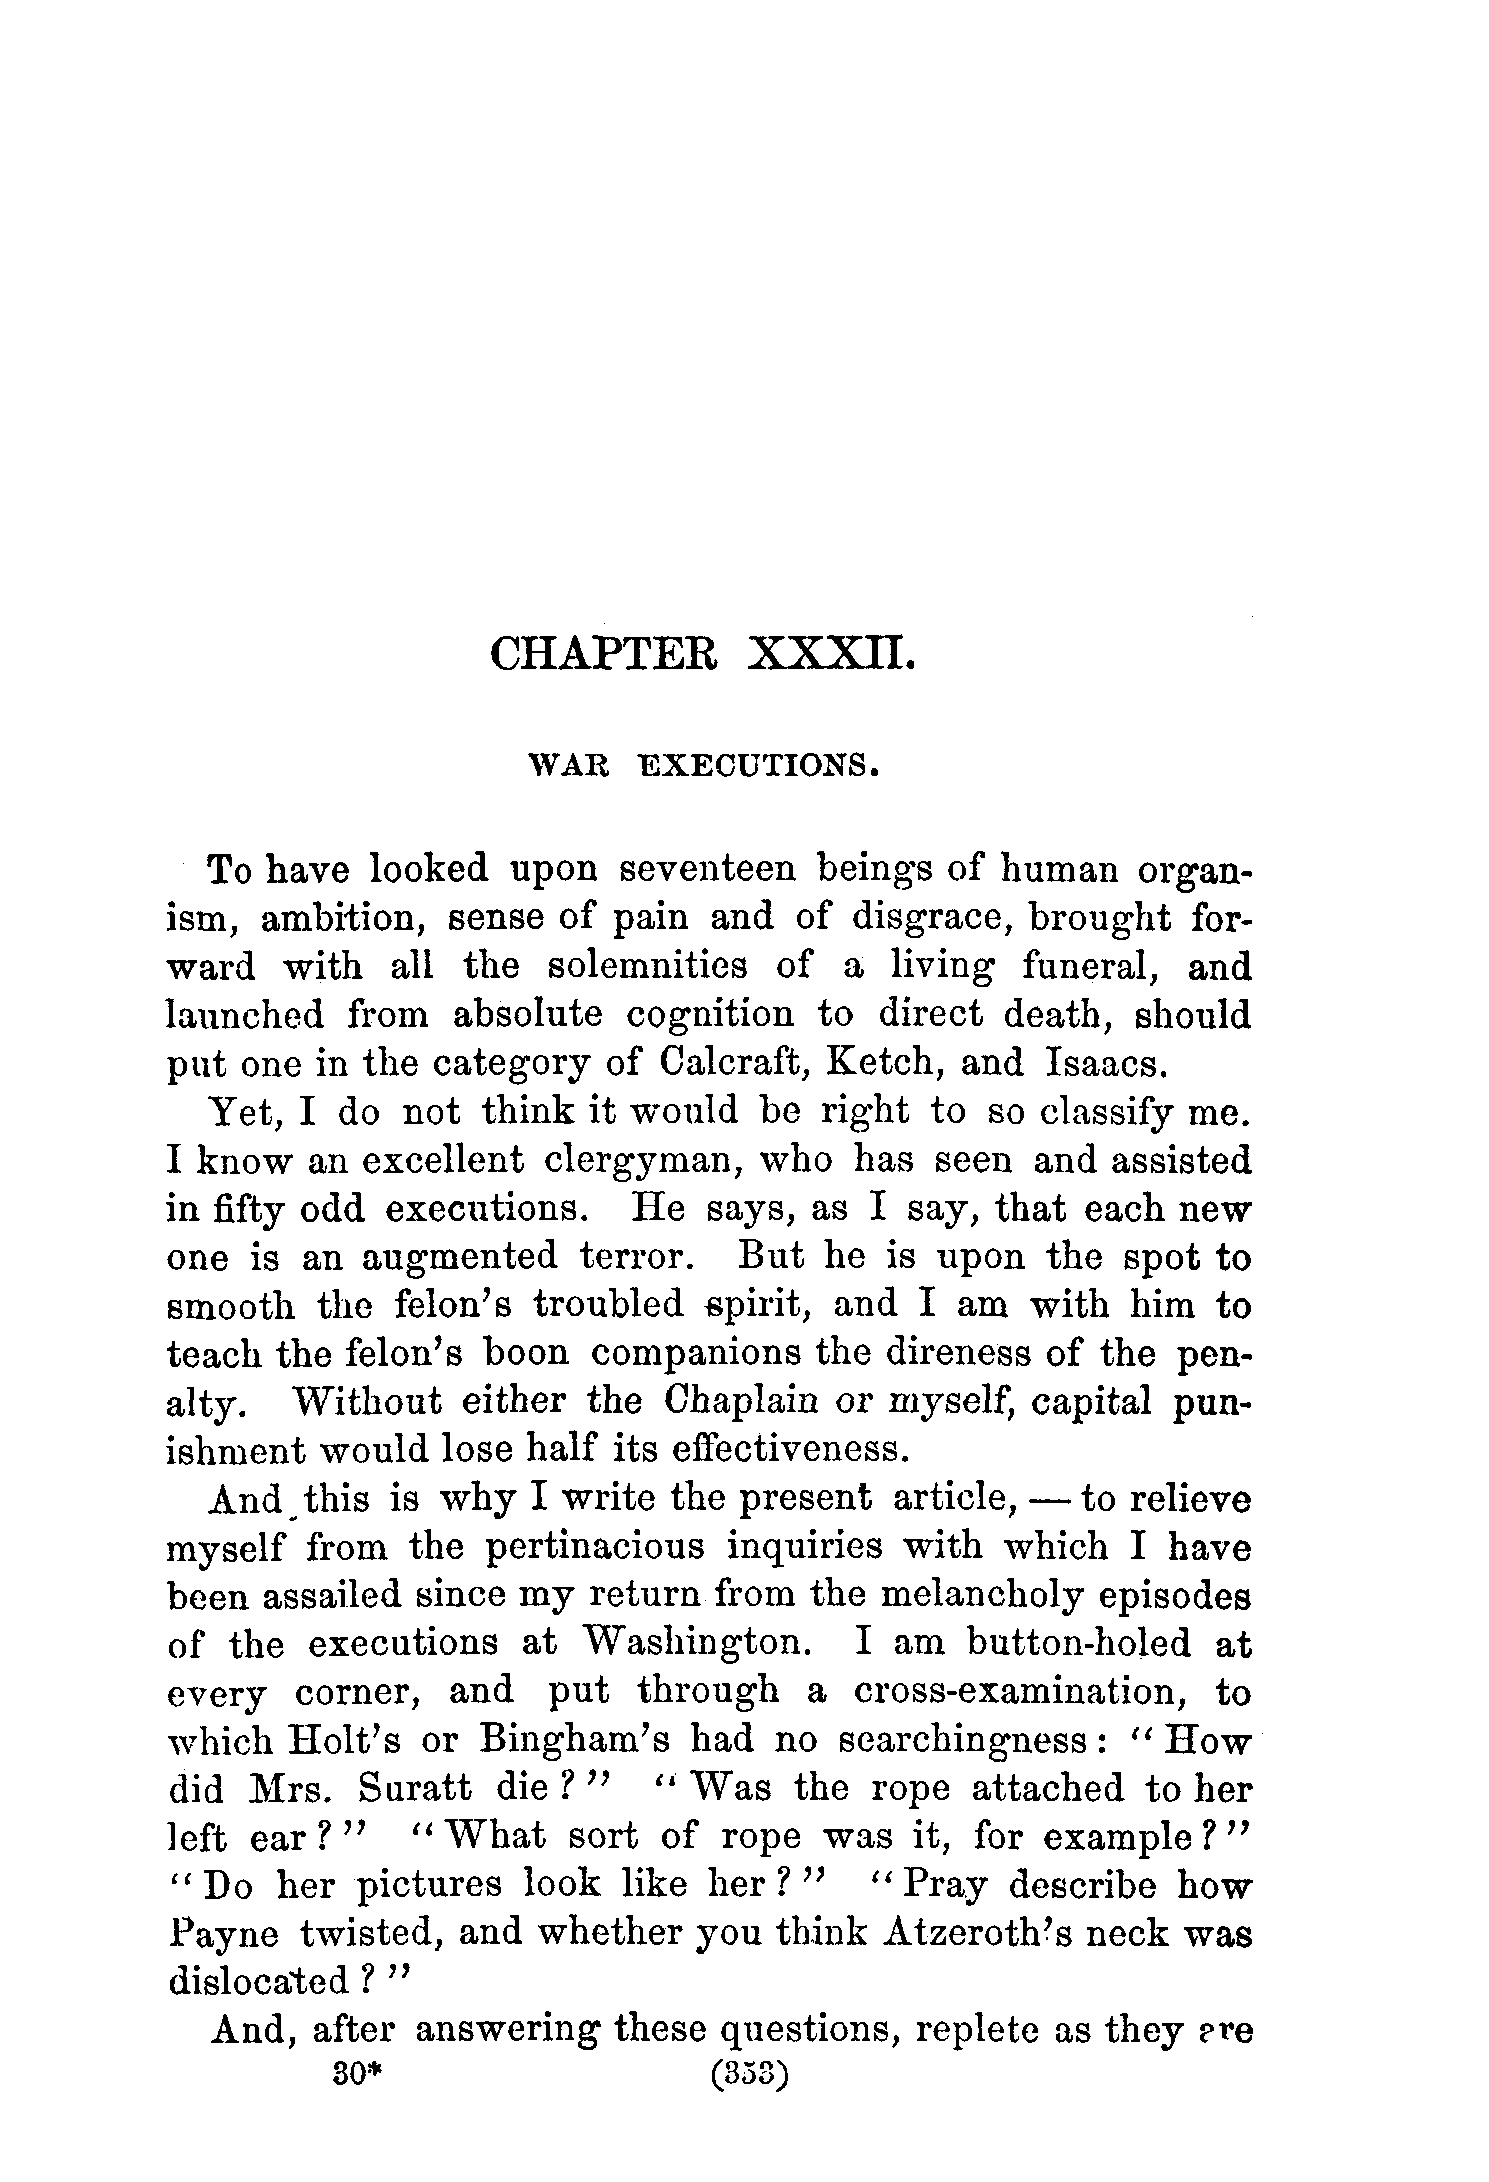 CHAPTER XXXII.
WAR EXECUTIONS.
To have looked upon seventeen beings of human organ-
ism, ambition, sense of pain and of disgrace, brought for-
ward with all the solemnities of a living funeral, and
launched from absolute cognition to direct death, should
put one in the category of Calcraft, Ketch, and Isaacs.
Yet, I do not think it would be right to so classify me.
I know an excellent clergyman, who has seen and assisted
in fifty odd executions. He says, as I say, that each new
one is an augmented terror. But he is upon the spot to
smooth the felon's troubled spirit, and I am with him to
teach the felon's boon companions the direness of the pen-
alty. Without either the Chaplain or myself, capital pun-
ishment would lose half its effectiveness.
And this is why I write the present article, — to relieve
myself from the pertinacious inquiries with which I have
been assailed since my return from the melancholy episodes
of the executions at Washington. I am button-holed at
every corner, and put through a cross-examination, to
which Holt's or Bingham's had no searchingness: "How
did Mrs. Suratt die?" "Was the rope attached to her
left ear?" "What sort of rope was it, for example?"
"Do her pictures look like her?" "Pray describe how
Payne twisted, and whether you think Atzeroth's neck was
dislocated?"
And, after answering these questions, replete as they are
30* (353)